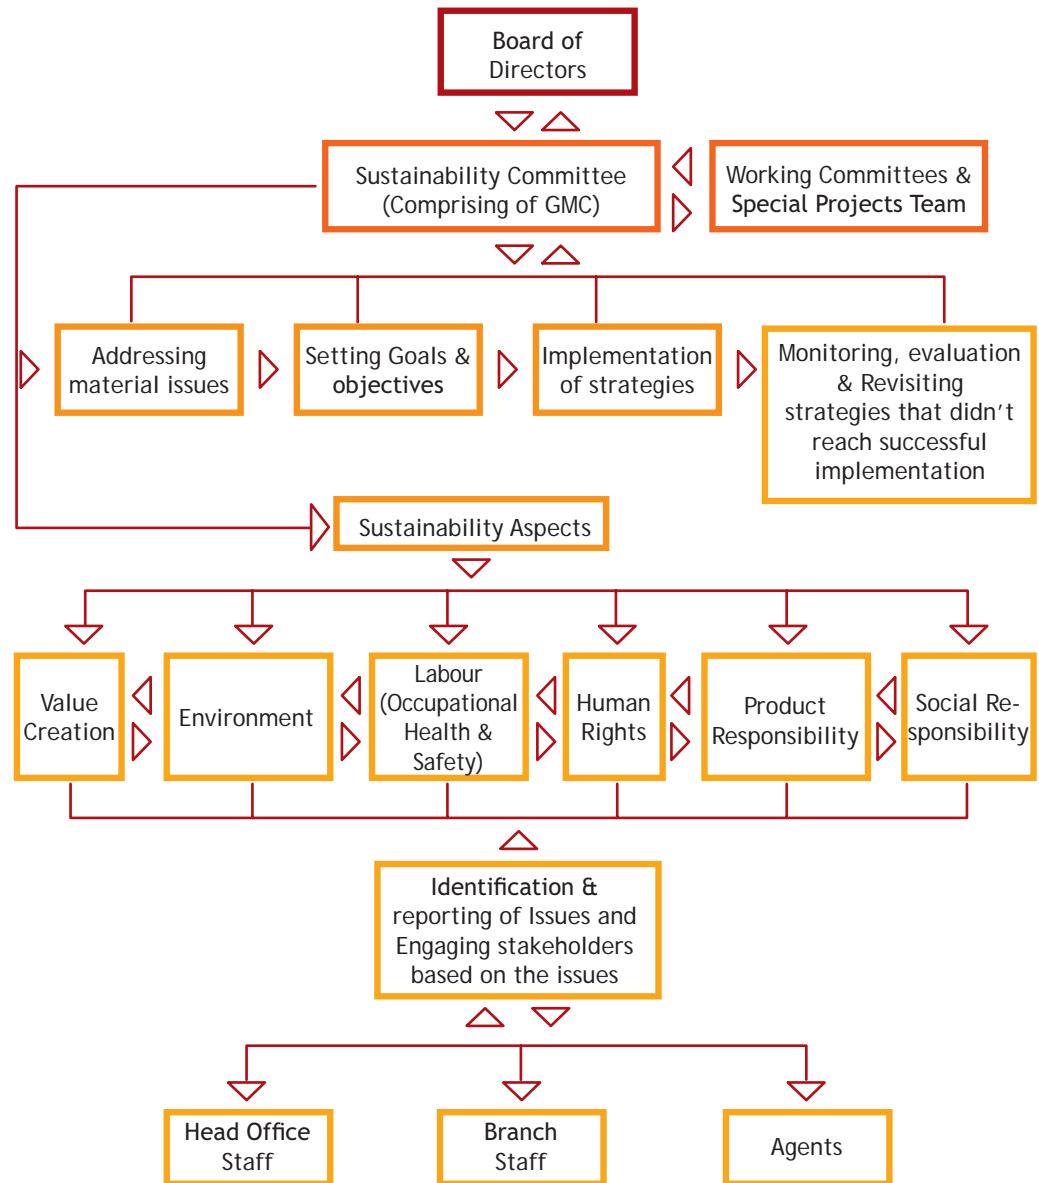 Board of
Directors
Sustainability Committee
(Comprising of GMC)
Working Committees &
Special Projects Team
Addressing
material issues
Setting Goals &
objectives
Implementation
of strategies
Monitoring, evaluation
& Revisiting
strategies that didn't
reach successful
implementation
Sustainability Aspects
Value
Creation
Environment
Labour
(Occupational
Health &
Safety)
Human
Rights
Product
Responsibility
Social Re-
sponsibility
Identification &
reporting of Issues and
Engaging stakeholders
based on the issues
Head Office
Staff
Branch
Staff
Agents